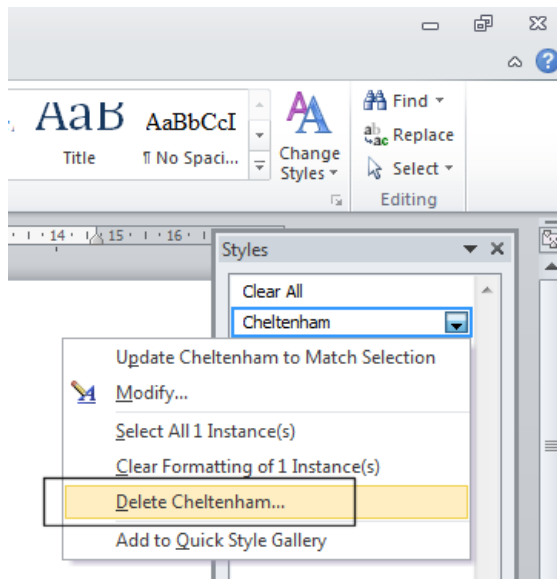 AaB AaBbCcI
Title ¶ No Spaci...
Change
Styles
Find
Replace
Select
Editing
14 15 16
Styles
Clear All
Cheltenham
Update Cheltenham to Match Selection
Modify...
Select All 1 Instance(s)
Clear Formatting of 1 Instance(s)
Delete Cheltenham...
Add to Quick Style Gallery